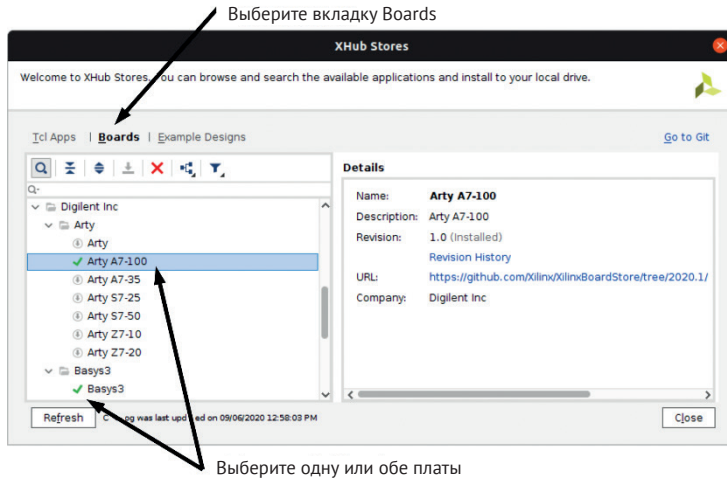 Выберите вкладку Boards
XHub Stores
Welcome to XHub Stores. You can browse and search the available applications and install to your local drive.
Tcl Apps | Boards | Example Designs
Go to Git
Details
Digilent Inc
Arty
Arty
Arty A7-100
Arty A7-35
Arty S7-25
Arty S7-50
Arty Z7-10
Arty Z7-20
Basys3
Basys3
Name: Arty A7-100
Description: Arty A7-100
Revision: 1.0 (Installed)
Revision History
URL: https://github.com/Xilinx/XilinxBoardStore/tree/2020.1/
Company: Digilent Inc
Refresh
was last on 09/06/2020 12:58:03 PM
Close
Выберите одну или обе платы